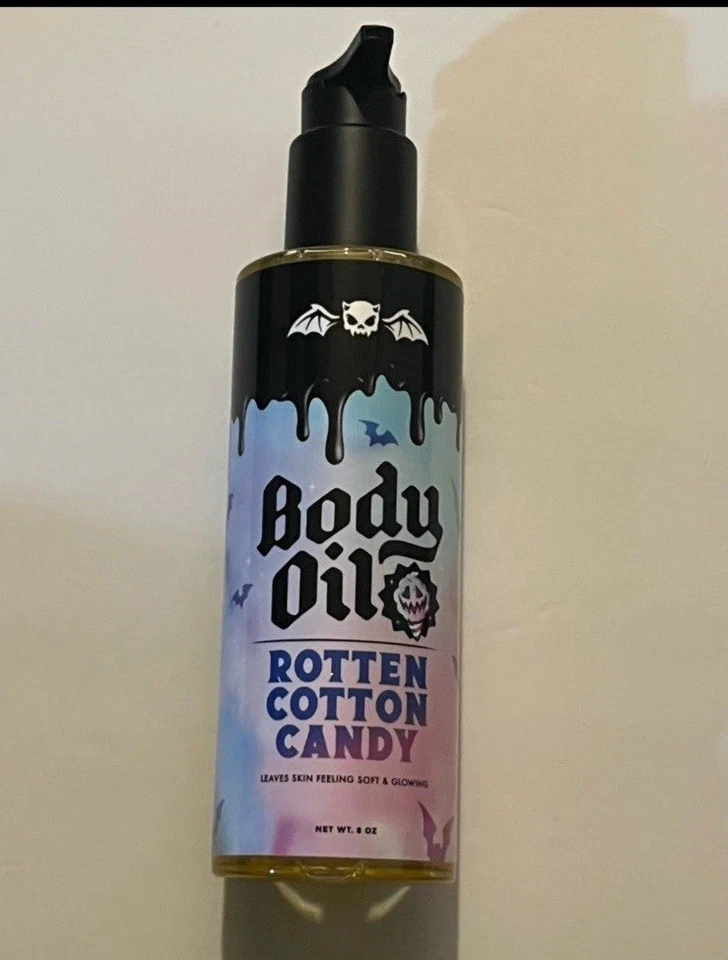 Body
Oil
ROTTEN
COTTON
CANDY
LEAVES SKIN FEELING SOFT & GLOWING
NET WT. 8 OZ